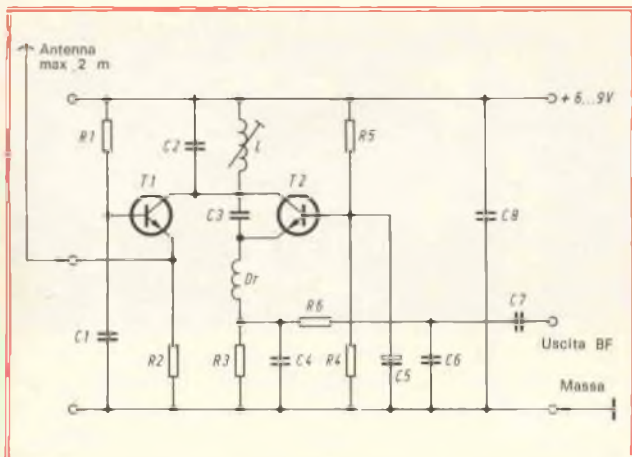 Antenna
max 2 m
+ 6...9V
R1
C2
L
R5
T1
T2
C3
C8
Dr
R6
C7
Uscita BF
C1
R2
R3
C4
R4
C5
C6
Massa